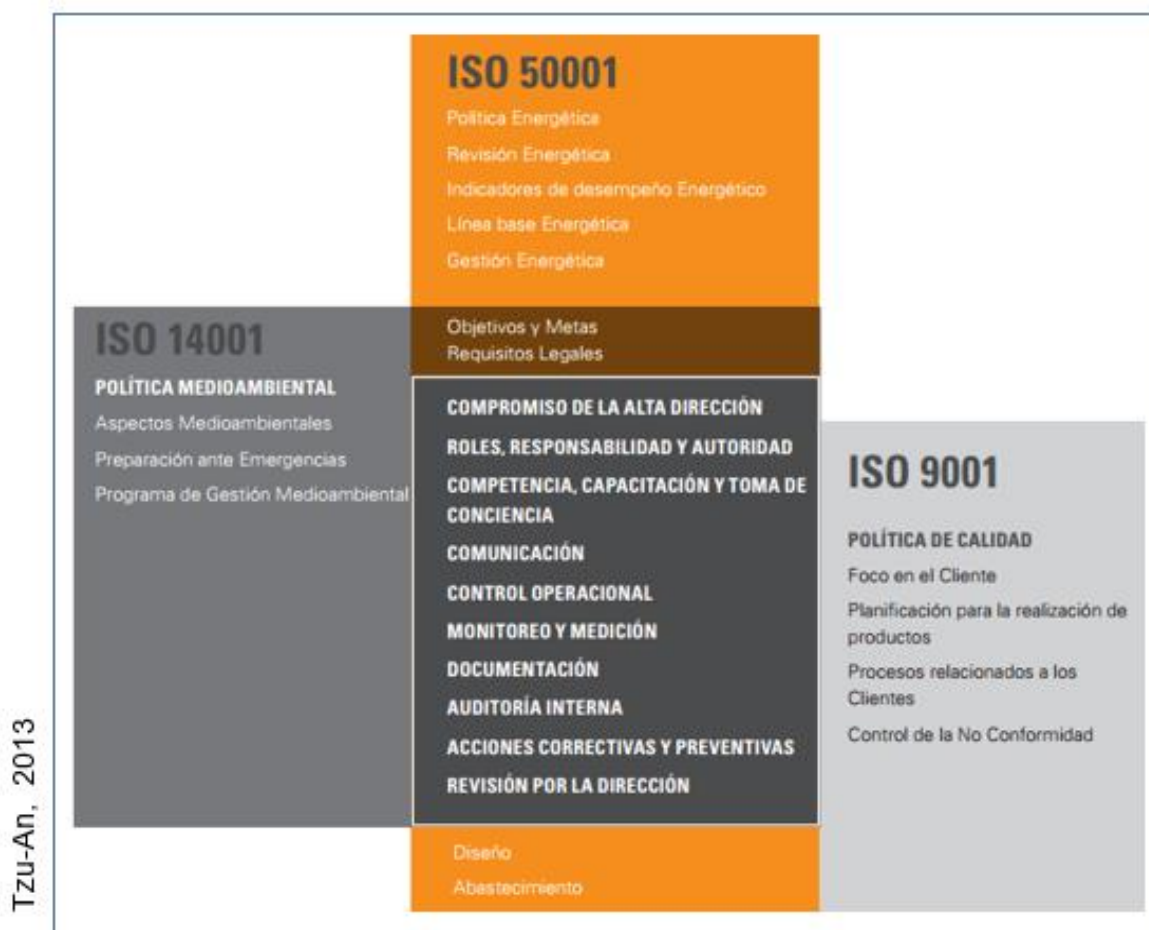 ISO 50001
Política Energética
Revisión Energética
Indicadores de desempeño Energético
Línea base Energética
Gestión Energética
Objetivos y Metas
Requisitos Legales
ISO 14001
POLÍTICA MEDIOAMBIENTAL
Aspectos Medioambientales
Preparación ante Emergencias
Programa de Gestión Medioambiental
COMPROMISO DE LA ALTA DIRECCIÓN
ROLES, RESPONSABILIDAD Y AUTORIDAD
COMPETENCIA, CAPACITACIÓN Y TOMA DE
CONCIENCIA
COMUNICACIÓN
CONTROL OPERACIONAL
MONITOREO Y MEDICIÓN
DOCUMENTACIÓN
AUDITORÍA INTERNA
ACCIONES CORRECTIVAS Y PREVENTIVAS
REVISIÓN POR LA DIRECCIÓN
ISO 9001
POLÍTICA DE CALIDAD
Foco en el Cliente
Planificación para la realización de
productos
Procesos relacionados a los
Clientes
Control de la No Conformidad
Diseño
Abastecimiento
Tzu-An, 2013